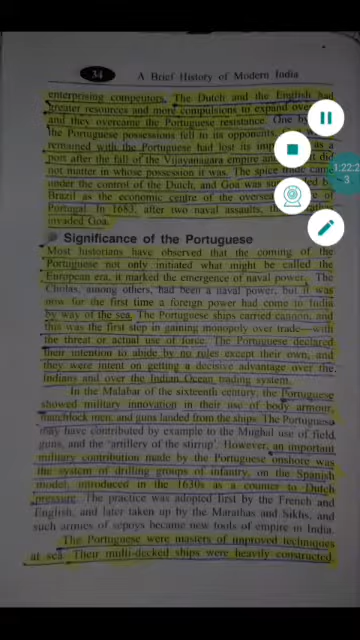 34 A Brief History of Modern India
enterprising competitors. The Dutch and the English had
greater resources and more compulsions to expand
and they overcame the Portuguese resistance. One by
the Portuguese possessions fell to its opponents.
remained with the Portuguese had lost its as a
port after the fall of the Vijayanagara empire did
not matter in whose possession it was. The spice trade came
under the control of the Dutch, and Goa was by
Brazil as the economic centre of the overseas of
Portugal. In 1683, after two naval assaults,
invaded Goa.
Significance of the Portuguese
Most historians have observed that the coming of the
Portuguese not only initiated what might be called the
European era, it marked the emergence of naval power. The
Cholas, among others, had been a naval power, but it was
now for the first time a foreign power had come to India
by way of the sea. The Portuguese ships carried cannon, and
this was the first step in gaining monopoly over trade—with
the threat or actual use of force. The Portuguese declared
their intention to abide by no rules except their own, and
they were intent on getting a decisive advantage over the
Indians and over the Indian Ocean trading system.
In the Malabar of the sixteenth century, the Portuguese
showed military innovation in their use of body armour,
matchlock men, and guns landed from the ships. The Portuguese
may have contributed by example to the Mughal use of field
guns, and the 'artillery of the stirrup'. However, an important
military contribution made by the Portuguese onshore was
the system of drilling groups of infantry, on the Spanish
model, introduced in the 1630s as a counter to Dutch
pressure. The practice was adopted first by the French and
English, and later taken up by the Marathas and Sikhs, and
such armies of sepoys became new tools of empire in India.
The Portuguese were masters of improved techniques
at sea. Their multi-decked ships were heavily constructed,
1:22:2
3